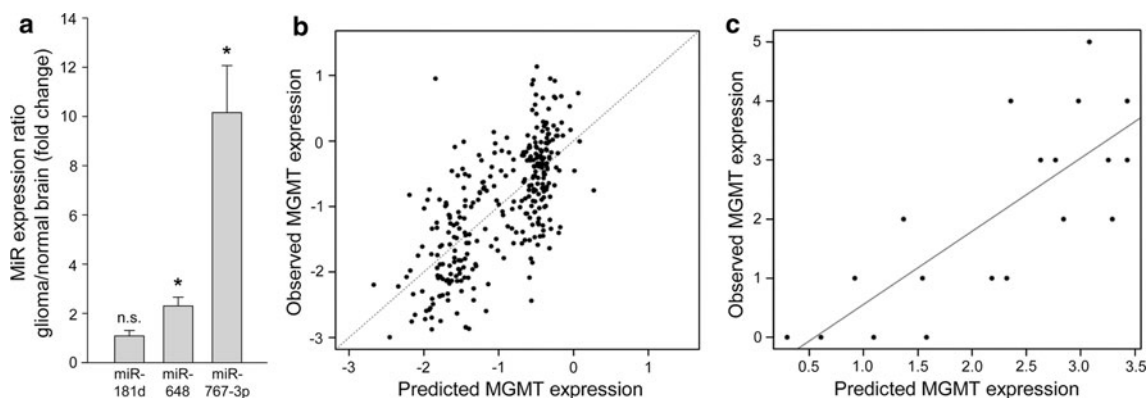 a
MiR expression ratio
glioma/normal brain (fold change)
14
12
10
8
6
4
2
0
n.s.
*
*
miR-
181d
miR-
648
miR-
767-3p
b
Observed MGMT expression
1
0
-1
-2
-3
-3
-2
-1
0
1
Predicted MGMT expression
c
Observed MGMT expression
5
4
3
2
1
0
0.5
1.0
1.5
2.0
2.5
3.0
3.5
Predicted MGMT expression